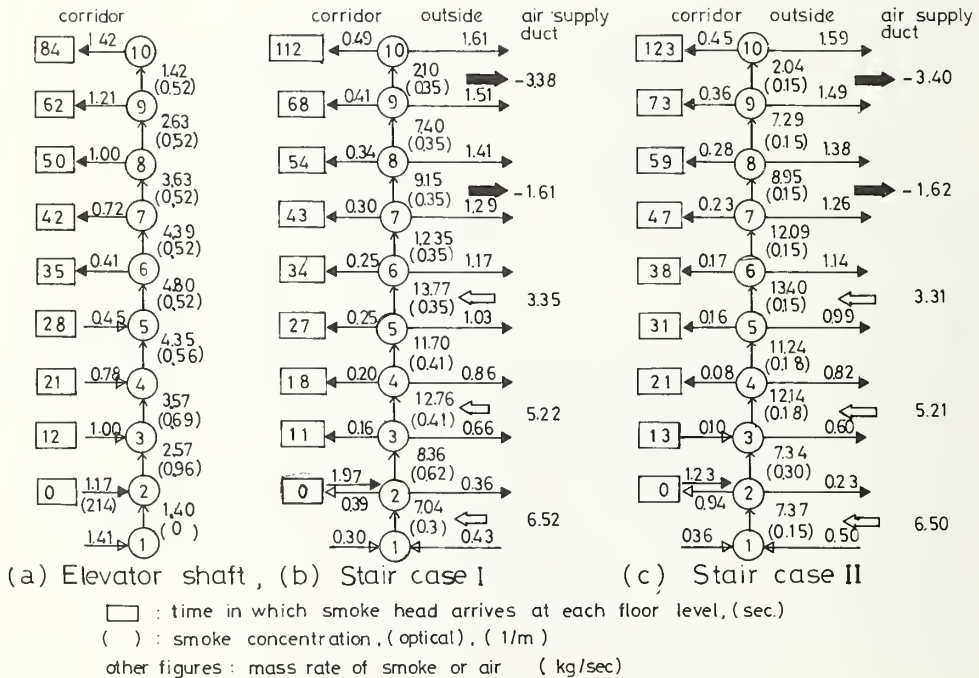 corridor
84 1.42 10
1.42
(0.52)
62 1.21 9
2.63
(0.52)
50 1.00 8
3.63
(0.52)
42 0.72 7
4.39
(0.52)
35 0.41 6
4.80
(0.52)
28 0.45 5
4.35
(0.56)
21 0.78 4
3.57
(0.69)
12 1.00 3
2.57
(0.96)
0 1.17 2
(2.14)
1.40
(0)
1.41 1
(a) Elevator shaft,
corridor outside air supply
duct
112 0.49 10 1.61
2.10
(0.35) -3.38
68 0.41 9 1.51
7.40
(0.35)
54 0.34 8 1.41
9.15
(0.35) -1.61
43 0.30 7 1.29
1,2.35
(0.35)
34 0.25 6 1.17
13.77
(0.35) 3.35
27 0.25 5 1.03
11.70
(0.41)
18 0.20 4 0.86
12.76
(0.41) 5.22
11 0.16 3 0.66
8.36
(0.62)
0 1.97 2 0.36
0.39
7.04
(0.3) 6.52
0.30 1 0.43
(b) Stair case I
corridor outside air supply
duct
123 0.45 10 1.59
2.04
(0.15) -3.40
73 0.36 9 1.49
7.29
(0.15)
59 0.28 8 1.38
8.95
(0.15) -1.62
47 0.23 7 1.26
12.09
(0.15)
38 0.17 6 1.14
13.40
(0.15) 3.31
31 0.16 5 0.99
11.24
(0.18)
21 0.08 4 0.82
12.14
(0.18) 5.21
13 0.10 3 0.60
7.34
(0.30)
0 1.23 2 0.23
0.94
7.37
(0.15) 6.50
0.36 1 0.50
(c) Stair case II
: time in which smoke head arrives at each floor level, (sec.)
( ) : smoke concentration, (optical), (1/m)
other figures : mass rate of smoke or air (kg/sec)